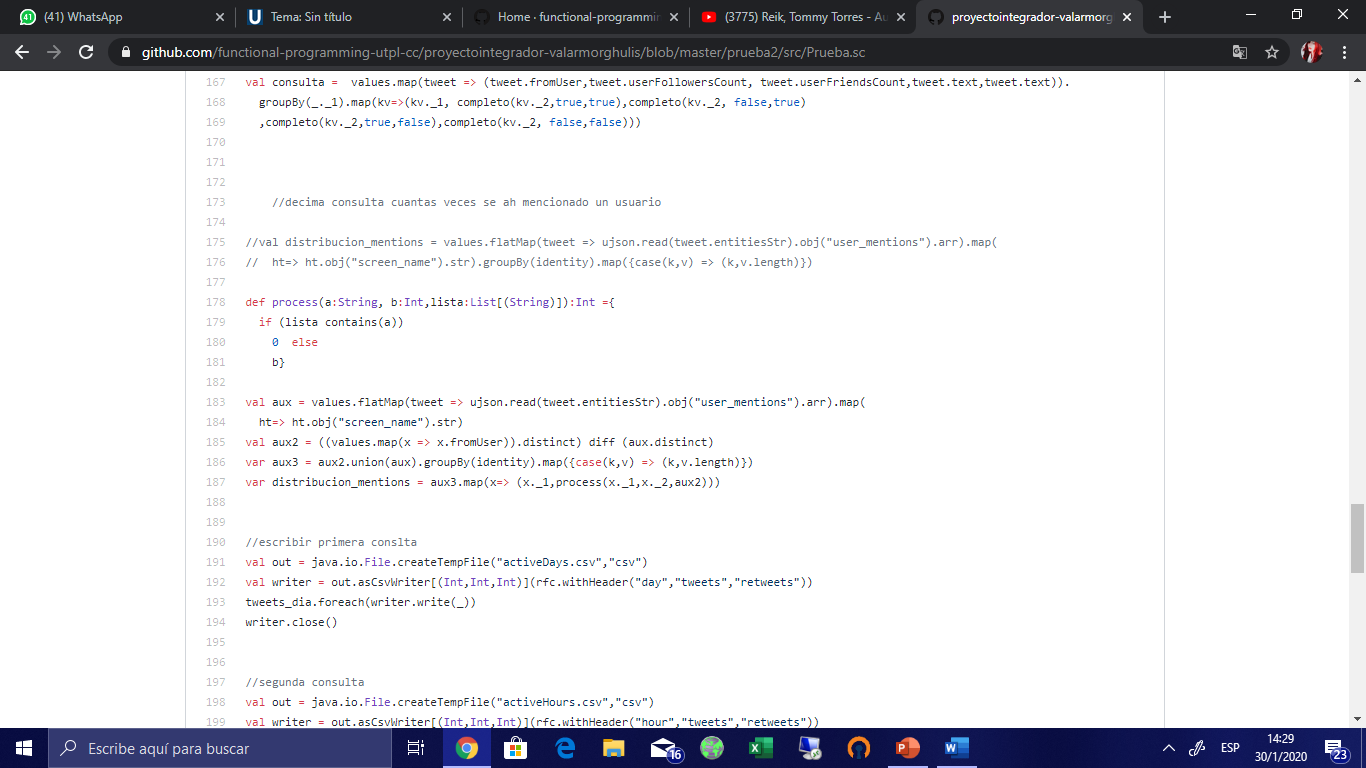 (41) WhatsApp
Tema: Sin título
Home · functional-programmin
(3775) Reik, Tommy Torres - Au
proyectointegrador-valarmorg
github.com/functional-programming-utpl-cc/proyectointegrador-valarmorghulis/blob/master/prueba2/src/Prueba.sc
167 val consulta =  values.map(tweet => (tweet.fromUser,tweet.userFollowersCount, tweet.userFriendsCount,tweet.text,tweet.text)).
168   groupBy(_._1).map(kv=>(kv._1, completo(kv._2,true,true),completo(kv._2, false,true)
169   ,completo(kv._2,true,false),completo(kv._2, false,false)))
170
171
172
173     //decima consulta cuantas veces se ah mencionado un usuario
174
175 //val distribucion_mentions = values.flatMap(tweet => ujson.read(tweet.entitiesStr).obj("user_mentions").arr).map(
176 //  ht=> ht.obj("screen_name").str).groupBy(identity).map({case(k,v) => (k,v.length)})
177
178 def process(a:String, b:Int,lista:List[(String)]):Int ={
179   if (lista contains(a))
180     0  else
181     b}
182
183 val aux = values.flatMap(tweet => ujson.read(tweet.entitiesStr).obj("user_mentions").arr).map(
184   ht=> ht.obj("screen_name").str)
185 val aux2 = ((values.map(x => x.fromUser)).distinct) diff (aux.distinct)
186 var aux3 = aux2.union(aux).groupBy(identity).map({case(k,v) => (k,v.length)})
187 var distribucion_mentions = aux3.map(x=> (x._1,process(x._1,x._2,aux2)))
188
189
190 //escribir primera conslta
191 val out = java.io.File.createTempFile("activeDays.csv","csv")
192 val writer = out.asCsvWriter[(Int,Int,Int)](rfc.withHeader("day","tweets","retweets"))
193 tweets_dia.foreach(writer.write(_))
194 writer.close()
195
196
197 //segunda consulta
198 val out = java.io.File.createTempFile("activeHours.csv","csv")
199 val writer = out.asCsvWriter[(Int,Int,Int)](rfc.withHeader("hour","tweets","retweets"))
Escribe aquí para buscar
16
ESP
14:29
30/1/2020
23